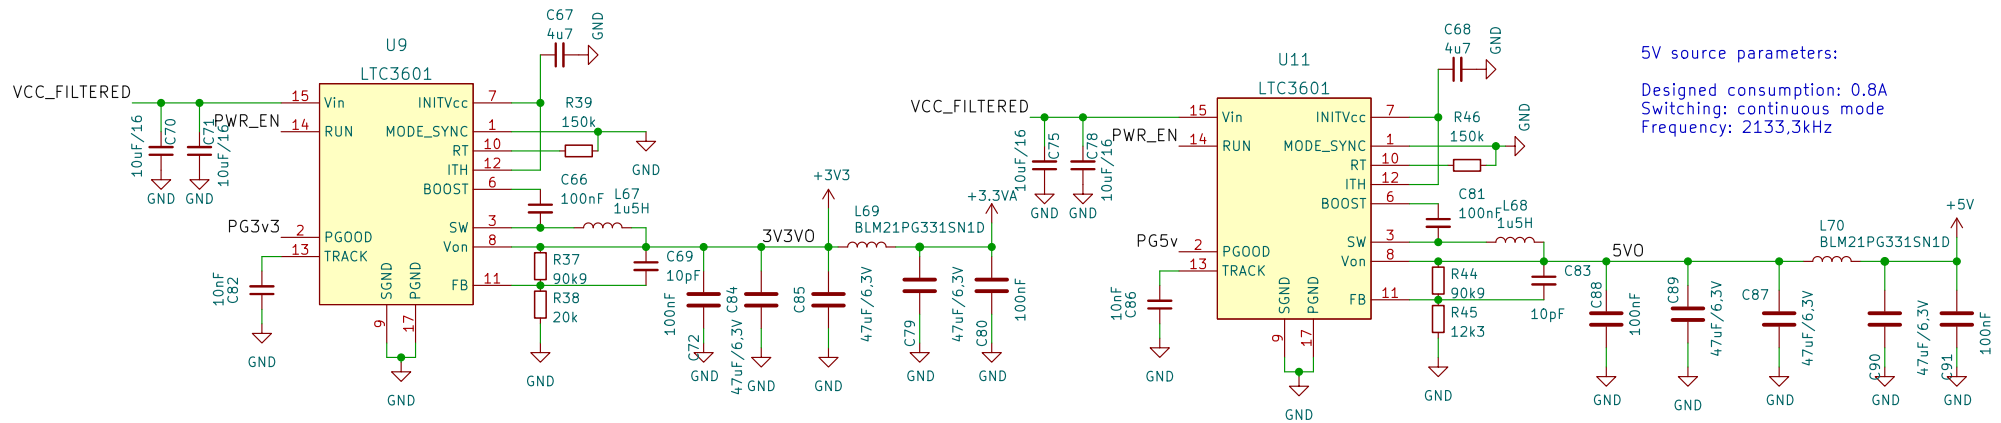 U9
LTC3601
VCC_FILTERED
PWR_EN
PG3v3
15
14
2
13
Vin
RUN
PGOOD
TRACK
SGND
PGND
9
17
INITVcc
MODE_SYNC
RT
ITH
BOOST
SW
Von
FB
7
1
10
12
6
3
8
11
C70
10uF/16
GND
C71
10uF/16
GND
C82
10nF
GND
GND
C67
4u7
GND
R39
150k
GND
C66
100nF
L67
1u5H
R37
90k9
R38
20k
GND
C69
10pF
C72
100nF
GND
C84
47uF/6,3V
GND
3V3VO
+3V3
C85
47uF/6,3V
GND
L69
BLM21PG331SN1D
+3.3VA
C79
47uF/6,3V
GND
C80
100nF
GND
U11
LTC3601
VCC_FILTERED
PWR_EN
PG5v
15
14
2
13
Vin
RUN
PGOOD
TRACK
SGND
PGND
9
17
INITVcc
MODE_SYNC
RT
ITH
BOOST
SW
Von
FB
7
1
10
12
6
3
8
11
C75
10uF/16
GND
C78
10uF/16
GND
C86
10nF
GND
GND
C68
4u7
GND
R46
150k
GND
C81
100nF
L68
1u5H
R44
90k9
R45
12k3
GND
C83
10pF
5VO
C88
100nF
GND
C89
47uF/6,3V
GND
C87
47uF/6,3V
GND
L70
BLM21PG331SN1D
+5V
C90
47uF/6,3V
GND
C91
100nF
GND
5V source parameters:
Designed consumption: 0.8A
Switching: continuous mode
Frequency: 2133,3kHz